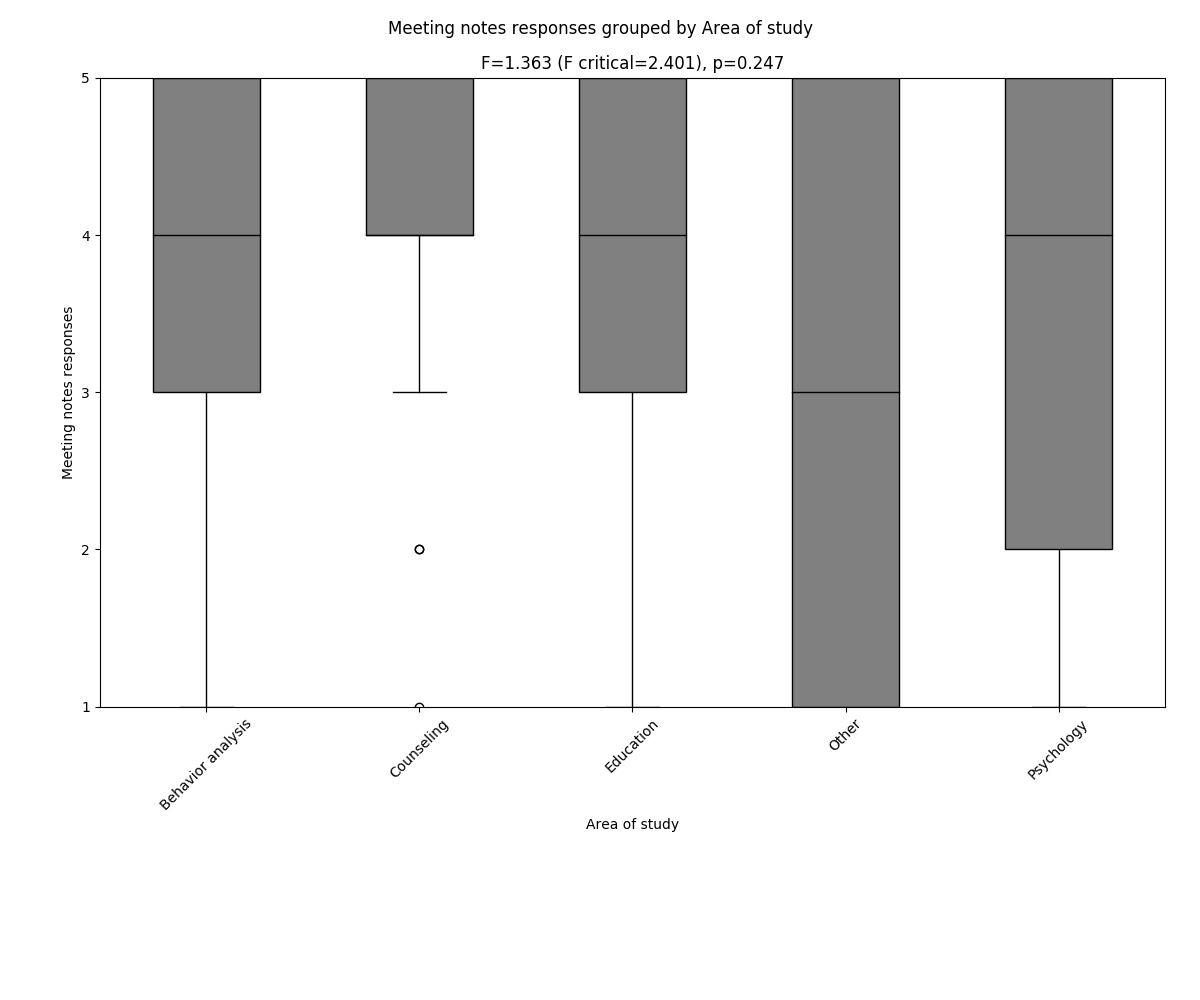 Meeting notes responses grouped by Area of study
F=1.363 (F critical=2.401), p=0.247
5
4
3
2
1
Meeting notes responses
Behavior analysis
Counseling
Education
Other
Psychology
Area of study